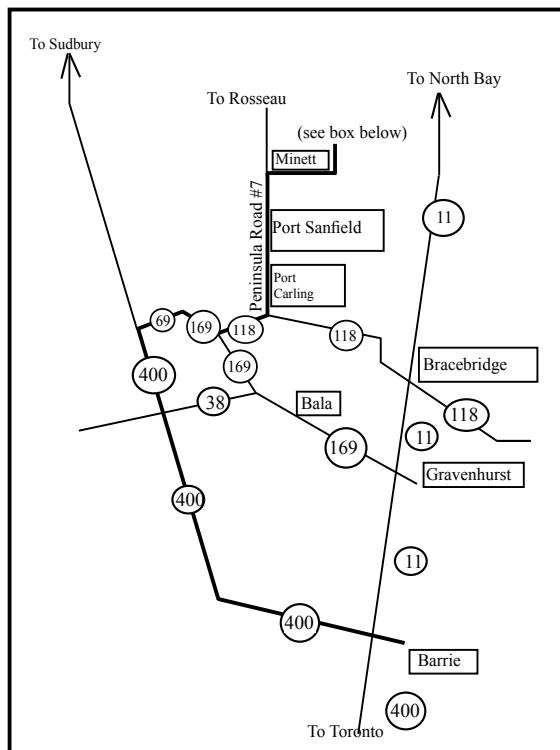 To Sudbury
To North Bay
To Rosseau
(see box below)
Minett
Peninsula Road #7
11
Port Sanfield
Port
Carling
69
169
118
118
400
169
Bracebridge
38
Bala
118
11
169
Gravenhurst
400
11
400
Barrie
400
To Toronto